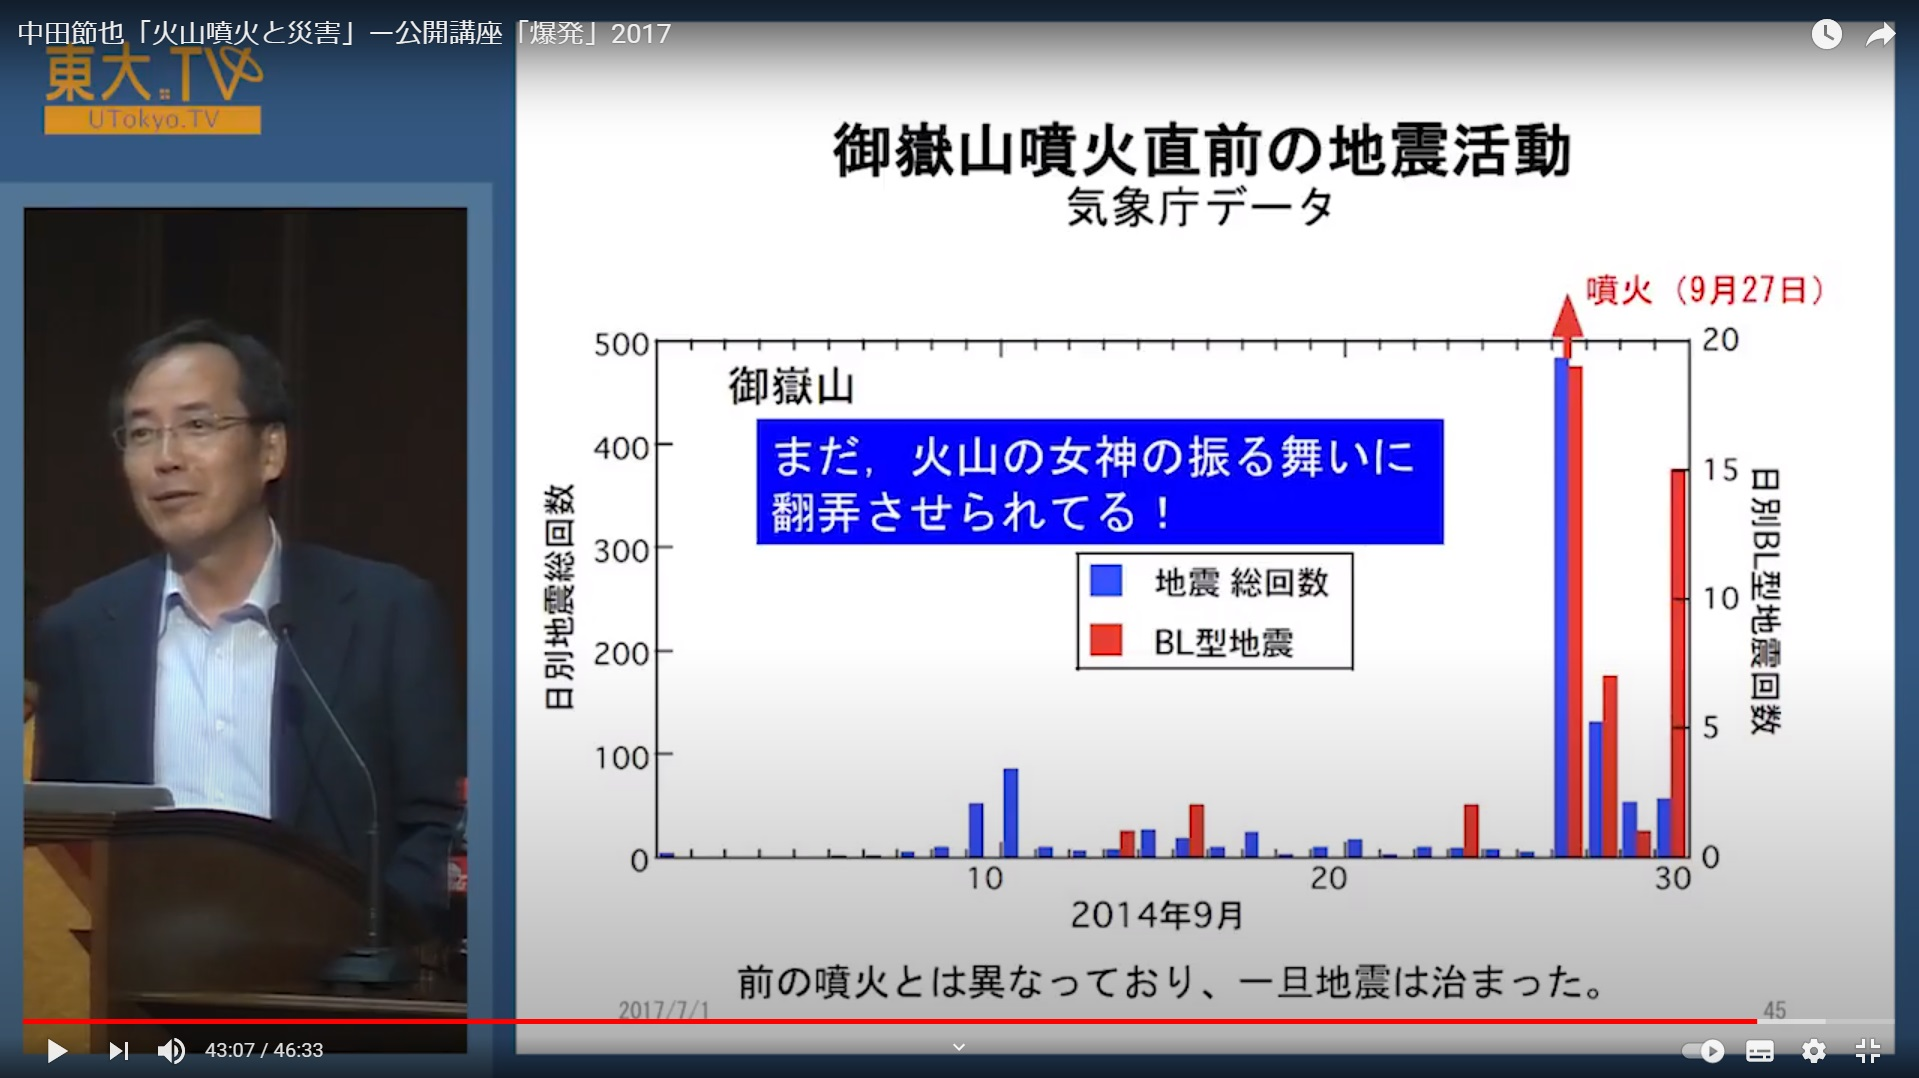 中田節也「火山噴火と災害」ー公開講座「爆発」2017
東大.TV
UTokyo.TV
御嶽山噴火直前の地震活動
気象庁データ
噴火（9月27日）
御嶽山
まだ，火山の女神の振る舞いに
翻弄させられてる！
地震 総回数
BL型地震
日別地震総回数
500
400
300
200
100
0
日別BL型地震回数
20
15
10
5
0
10
20
30
2014年9月
前の噴火とは異なっており、一旦地震は治まった。
2017/7/1
45
43:07 / 46:33